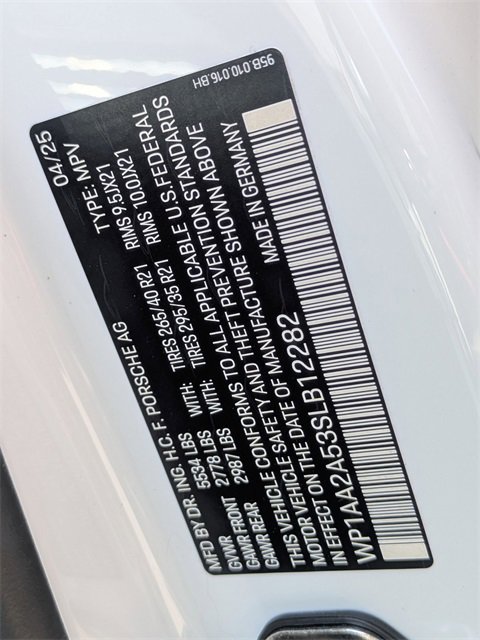 MFD BY DR. ING. H.C. F. PORSCHE AG 04/25
TYPE: MPV
GVWR 5534 LBS
GAWR FRONT 2778 LBS WITH: TIRES 265/40 R21 RIMS 9.5JX21
GAWR REAR 2987 LBS WITH: TIRES 295/35 R21 RIMS 10.0JX21
THIS VEHICLE CONFORMS TO ALL APPLICABLE U.S. FEDERAL
MOTOR VEHICLE SAFETY AND THEFT PREVENTION STANDARDS
IN EFFECT ON THE DATE OF MANUFACTURE SHOWN ABOVE
WP1AA2A53SLB12282 MADE IN GERMANY
95B.010.016.BH